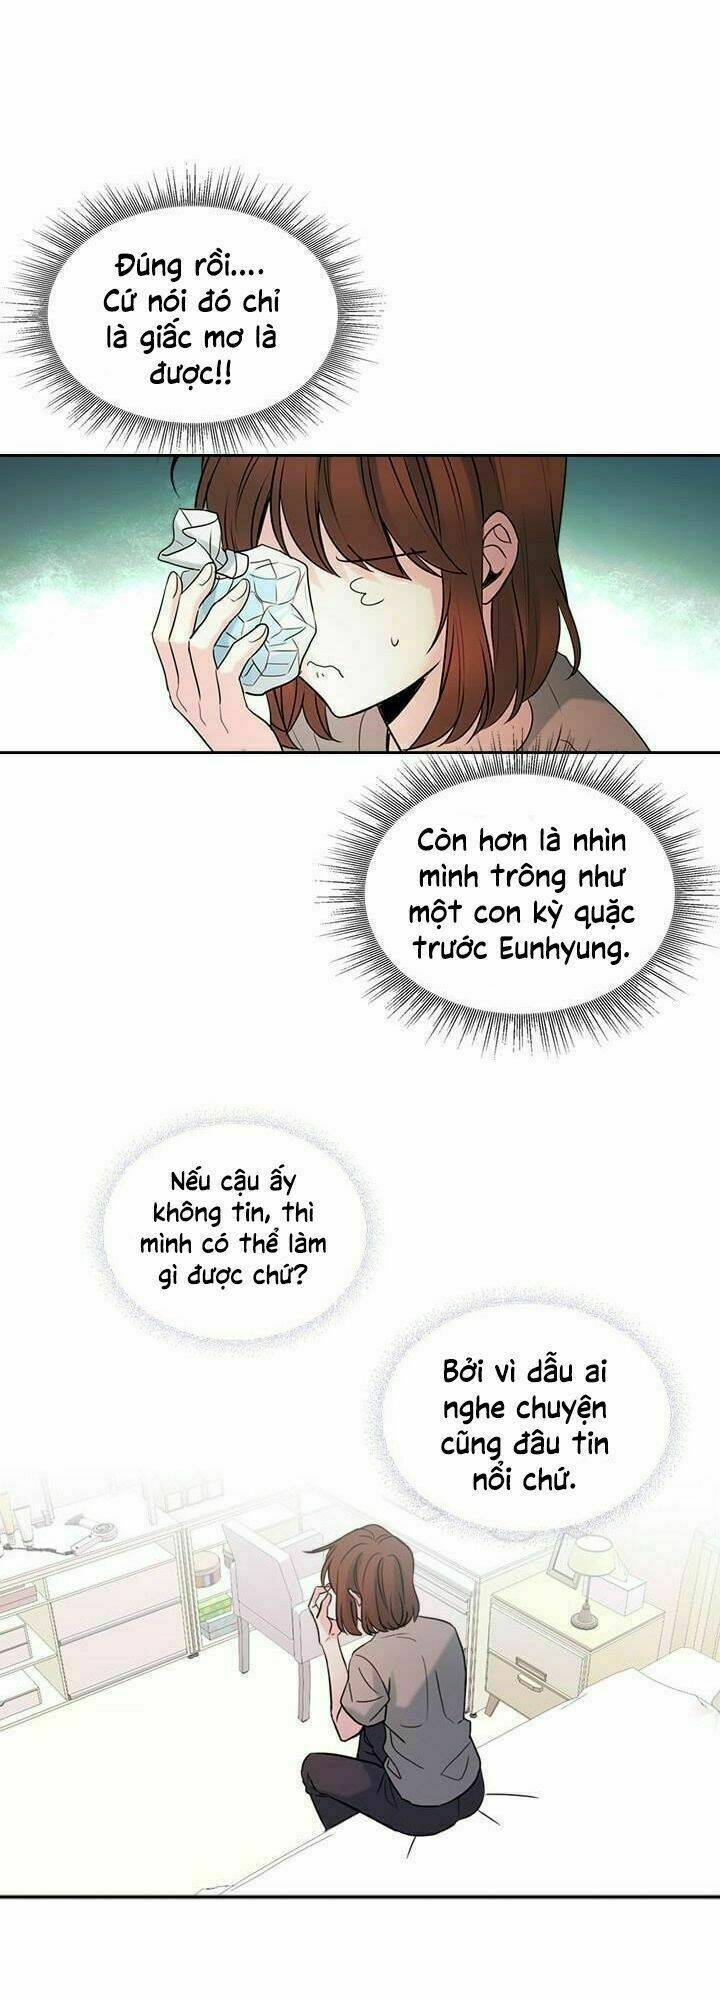 Đúng rồi....
Cứ nói đó chỉ
là giấc mơ là
được!!
Còn hơn là nhìn
mình trông như
một con kỳ quặc
trước Eunhyung.
Nếu cậu ấy
không tin, thì
mình có thể làm
gì được chứ?
Bởi vì dẫu ai
nghe chuyện
cũng đâu tin
nổi chứ.